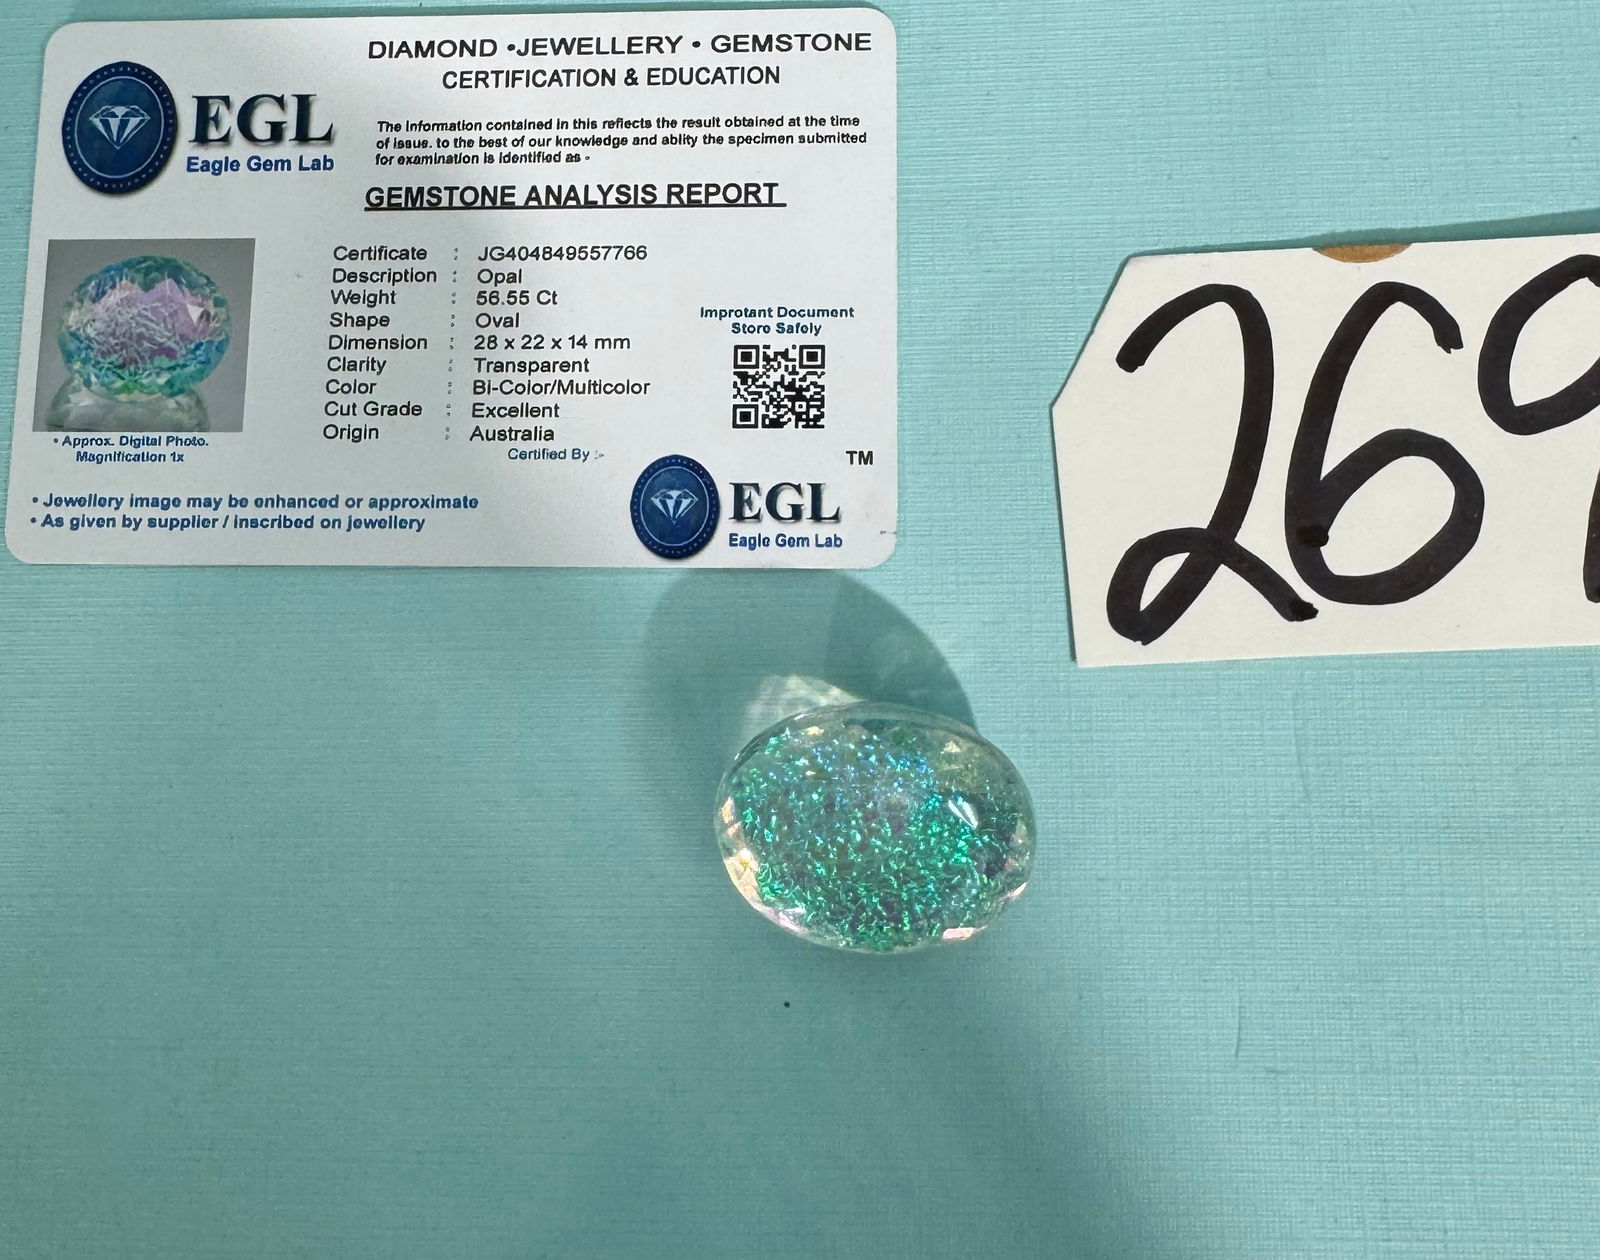 DIAMOND •JEWELLERY • GEMSTONE
CERTIFICATION & EDUCATION
EGL
Eagle Gem Lab
The Information contained in this reflects the result obtained at the time
of issue. to the best of our knowledge and ablity the specimen submitted
for examination is identified as -
GEMSTONE ANALYSIS REPORT
Certificate : JG404849557766
Description : Opal
Weight : 56.55 Ct
Shape : Oval
Dimension : 28 x 22 x 14 mm
Clarity : Transparent
Color : Bi-Color/Multicolor
Cut Grade : Excellent
Origin : Australia
• Approx. Digital Photo.
Magnification 1x
Improtant Document
Store Safely
Certified By :-
TM
EGL
Eagle Gem Lab
• Jewellery image may be enhanced or approximate
• As given by supplier / inscribed on jewellery
269